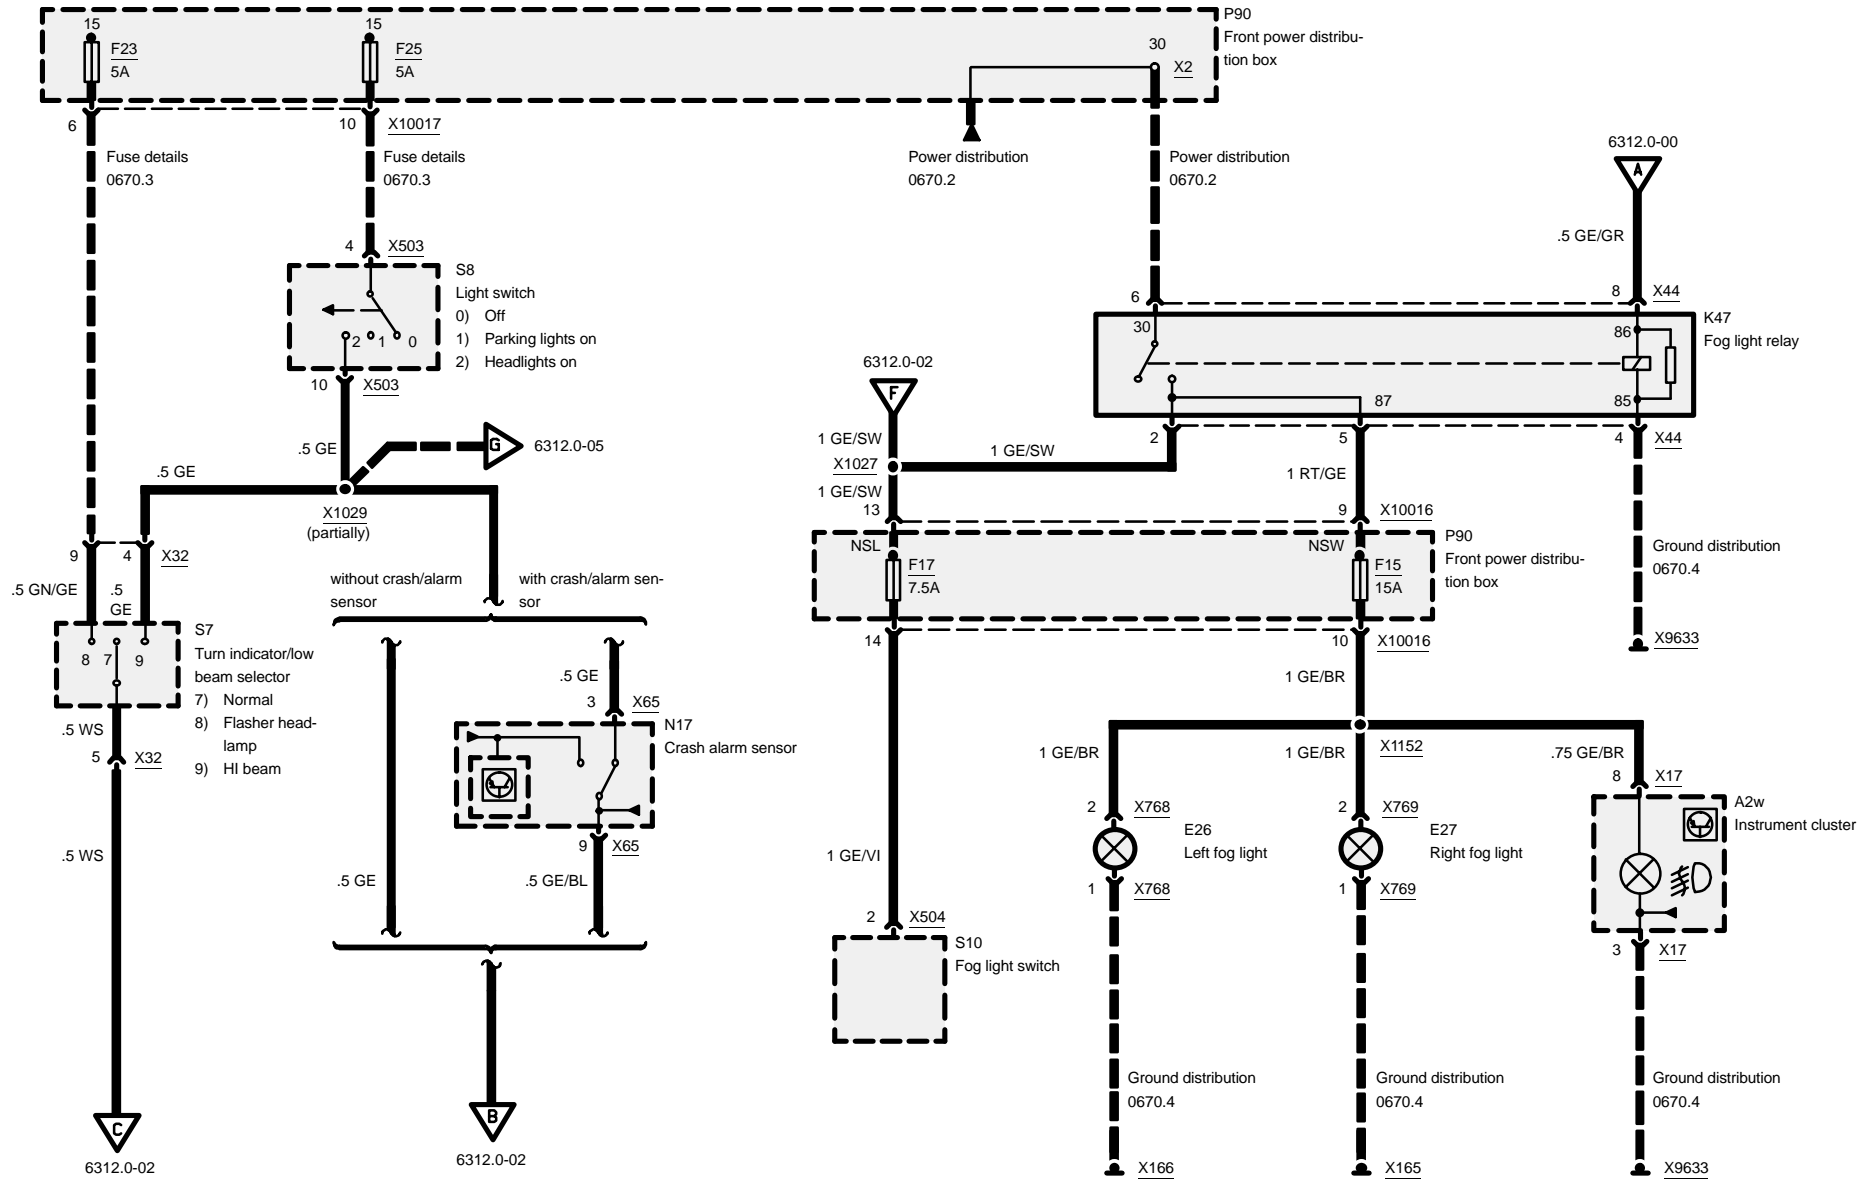 15
F23
5A
15
F25
5A
30
X2
P90
Front power distribu-
tion box
6
10
X10017
Fuse details
0670.3
Fuse details
0670.3
Power distribution
0670.2
Power distribution
0670.2
6312.0-00
A
.5 GE/GR
4
X503
S8
Light switch
0) Off
1) Parking lights on
2) Headlights on
2
1
0
10
X503
6
8
X44
30
86
K47
Fog light relay
87
85
2
5
4
X44
6312.0-02
F
1 GE/SW
1 GE/SW
X1027
1 GE/SW
1 RT/GE
.5 GE
G
6312.0-05
.5 GE
X1029
(partially)
13
9
X10016
NSL
F17
7.5A
NSW
F15
15A
P90
Front power distribu-
tion box
Ground distribution
0670.4
X9633
14
10
X10016
9
4
X32
.5 GN/GE
.5
GE
8
7
9
S7
Turn indicator/low
beam selector
7) Normal
8) Flasher head-
lamp
9) HI beam
without crash/alarm
sensor
with crash/alarm sen-
sor
.5 GE
3
X65
N17
Crash alarm sensor
9
X65
.5 WS
5
X32
.5 WS
.5 GE
.5 GE/BL
1 GE/BR
X1152
1 GE/BR
1 GE/BR
.75 GE/BR
2
X768
E26
Left fog light
1
X768
2
X769
E27
Right fog light
1
X769
8
X17
A2w
Instrument cluster
3
X17
1 GE/VI
2
X504
S10
Fog light switch
Ground distribution
0670.4
Ground distribution
0670.4
Ground distribution
0670.4
C
6312.0-02
B
6312.0-02
X166
X165
X9633